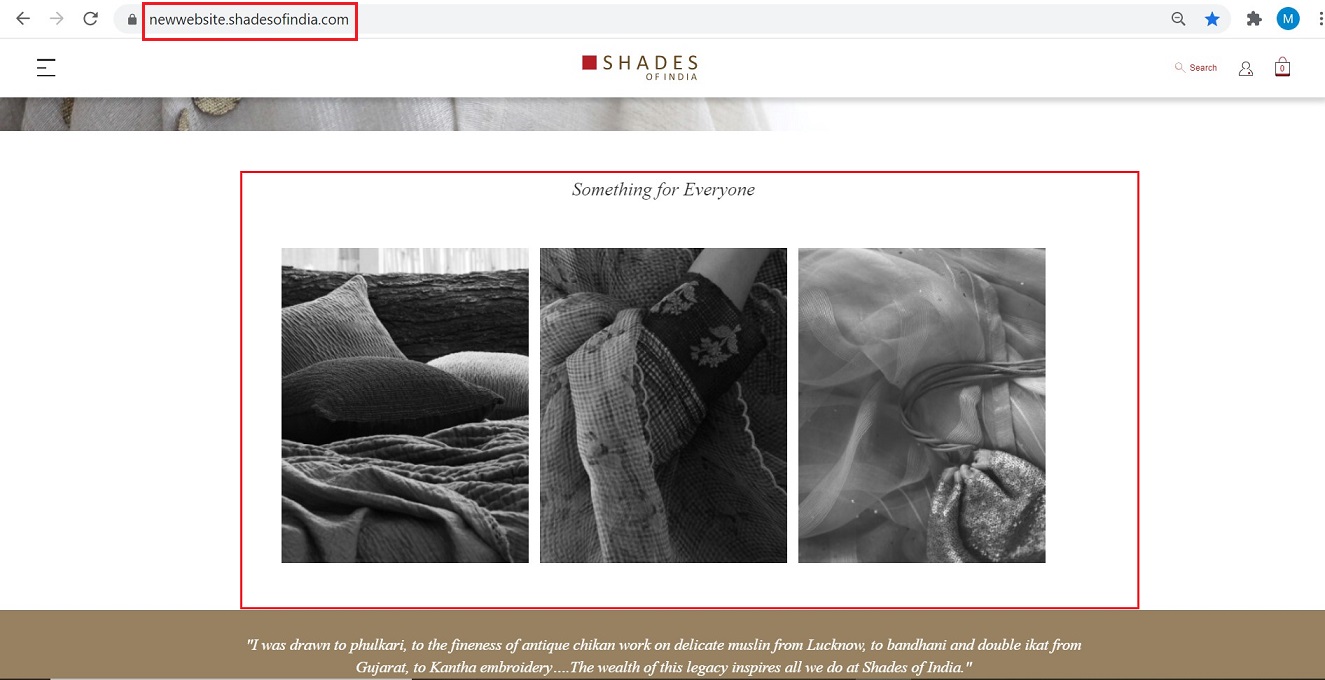 newwebsite.shadesofindia.com
M
SHADES
OF INDIA
Search
0
Something for Everyone
"I was drawn to phulkari, to the fineness of antique chikan work on delicate muslin from Lucknow, to bandhani and double ikat from
Gujarat, to Kantha embroidery....The wealth of this legacy inspires all we do at Shades of India."